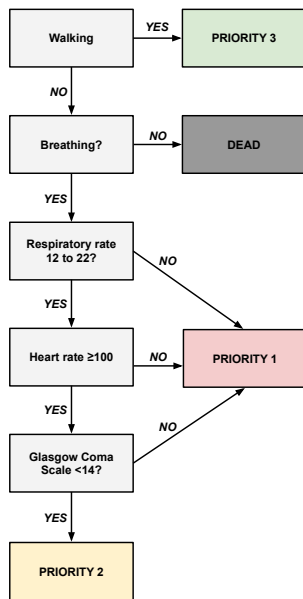 Walking
YES
PRIORITY 3
NO
Breathing?
NO
DEAD
YES
Respiratory rate
12 to 22?
NO
YES
Heart rate ≥100
NO
PRIORITY 1
YES
Glasgow Coma
Scale <14?
NO
YES
PRIORITY 2